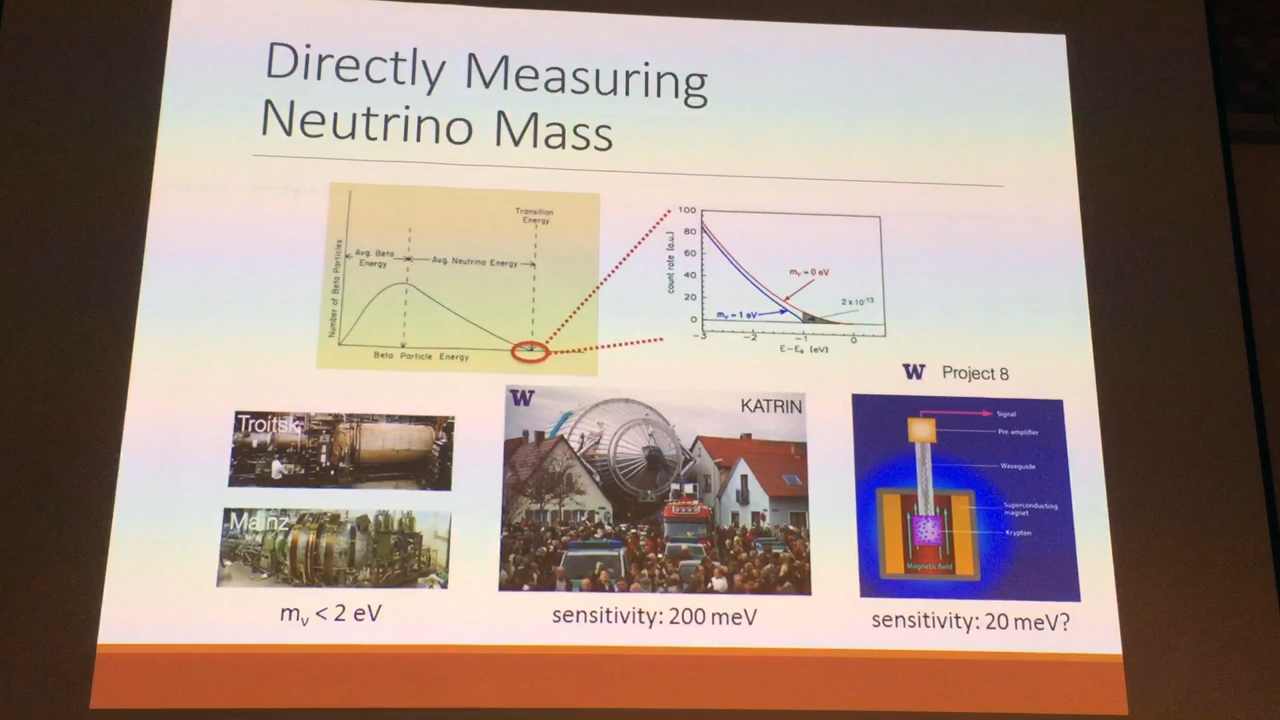 Directly Measuring
Neutrino Mass
Number of Beta Particles
Avg. Beta
Energy
Avg. Neutrino Energy
Transition
Energy
Beta Particle Energy
count rate [a.u.]
100
80
60
40
20
0
mᵥ = 0 eV
mᵥ = 1 eV
2 x 10⁻¹³
-3 -2 -1 0
E-E₀ [eV]
W Project 8
Troitsk
Mainz
mᵥ < 2 eV
W
KATRIN
sensitivity: 200 meV
Signal
Pre-amplifier
Waveguide
Superconducting
magnet
Krypton
Magnetic field
sensitivity: 20 meV?